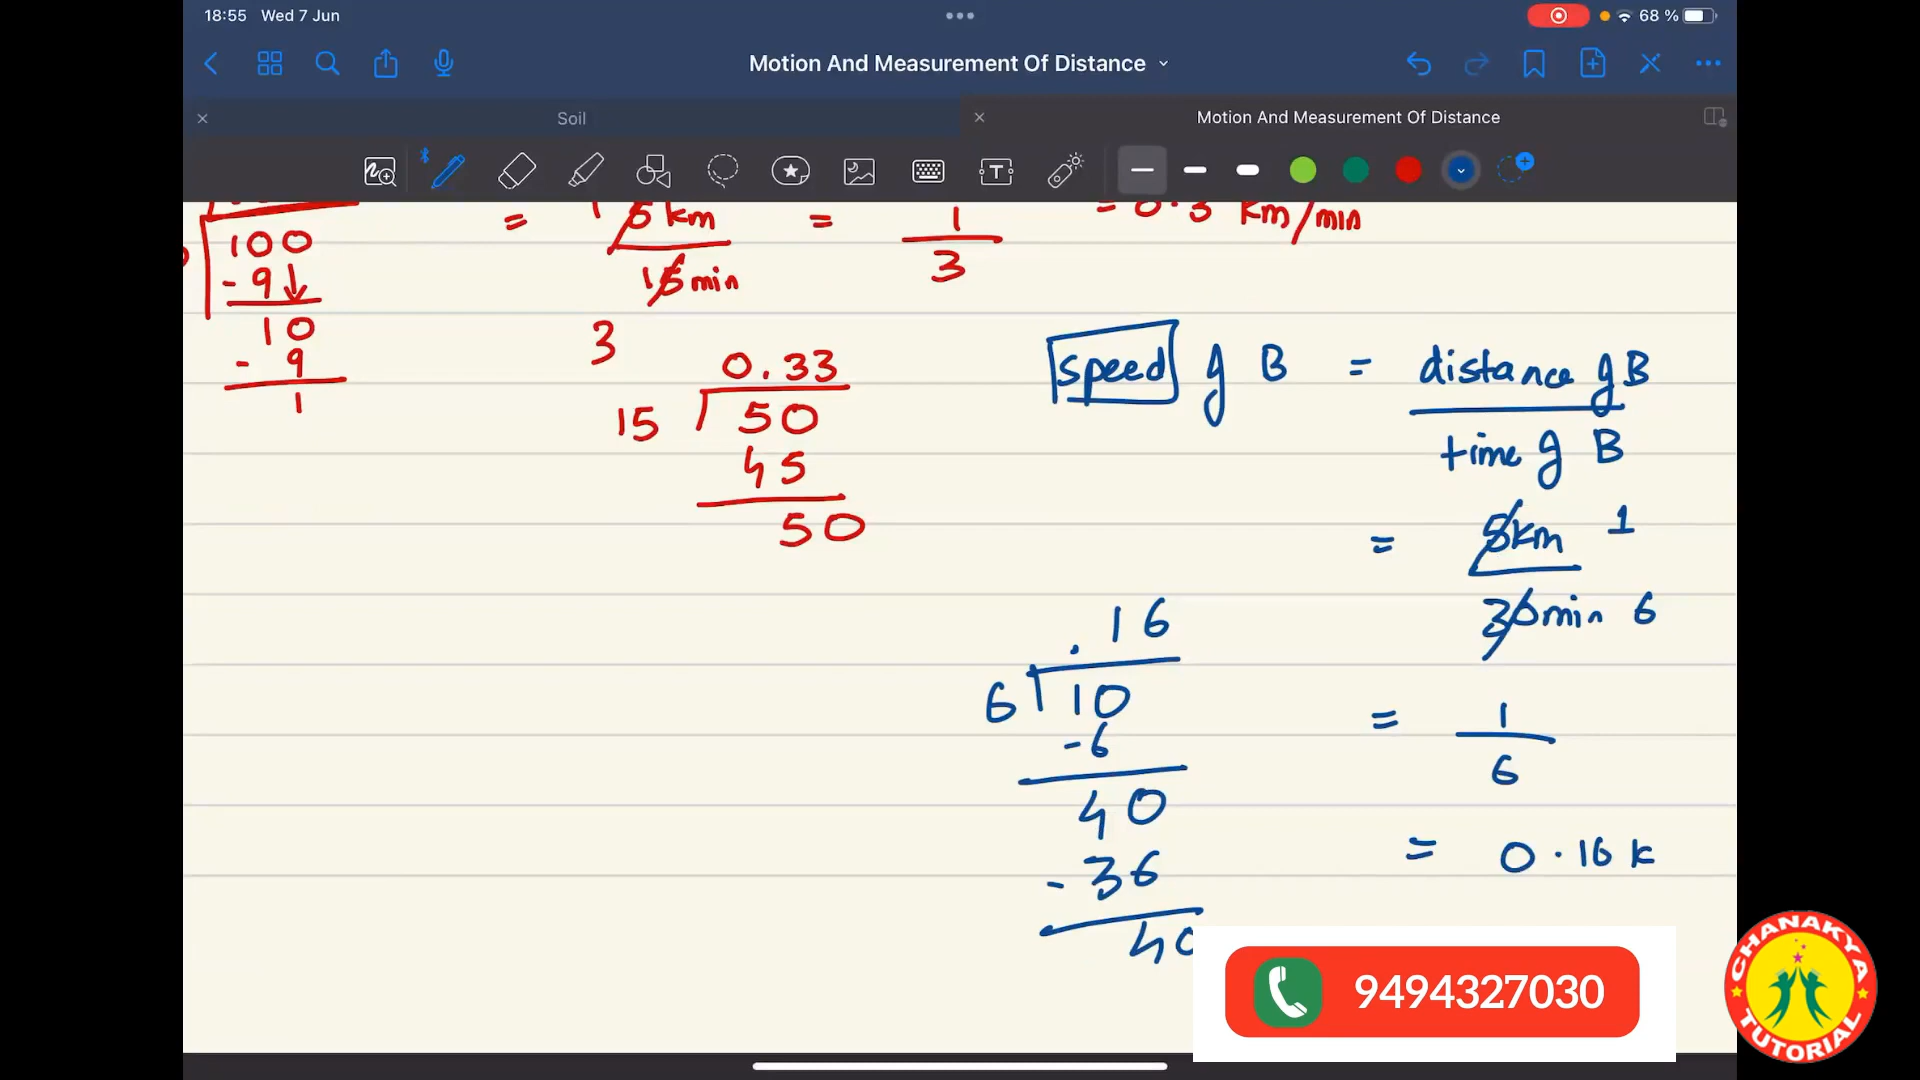 18:55 Wed 7 Jun
68 %
Motion And Measurement Of Distance
Soil
Motion And Measurement Of Distance
T
100
- 9
10
- 9
1
= 1 5 km = 1 = 0.3 km/min
15 min 3
3
0.33
15 50
45
50
speed of B = distance of B
time of B
= 5km 1
30min 6
.16
6 10
-6
40
-36
40
= 1
6
= 0.16 k
9494327030
CHANAKYA
TUTORIAL